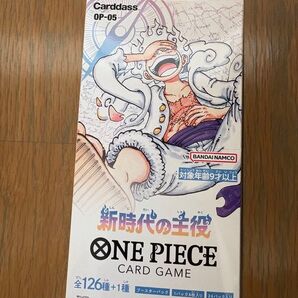 Carddass
OP-05
BANDAI NAMCO
対象年齢9才以上
新時代の主役
ONE PIECE
CARD GAME
全126種+1種
ブースターパック